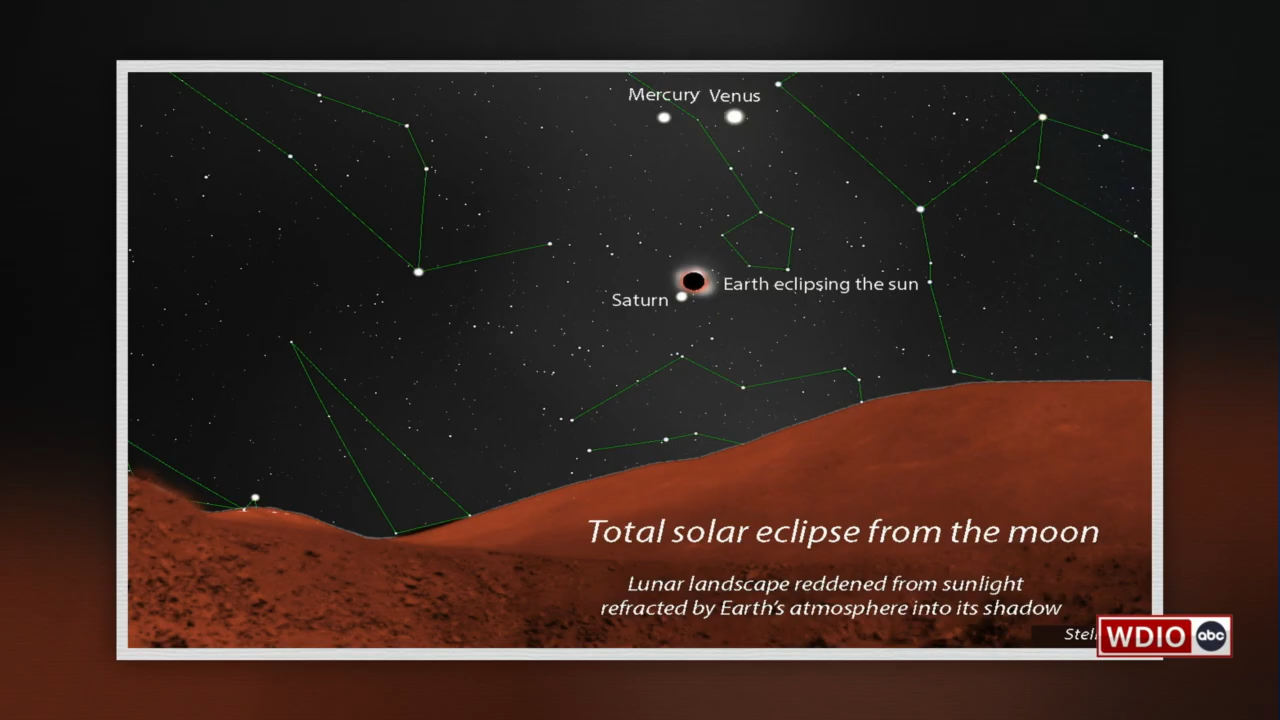 Mercury Venus
Earth eclipsing the sun
Saturn
Total solar eclipse from the moon
Lunar landscape reddened from sunlight
refracted by Earth's atmosphere into its shadow
WDIO abc